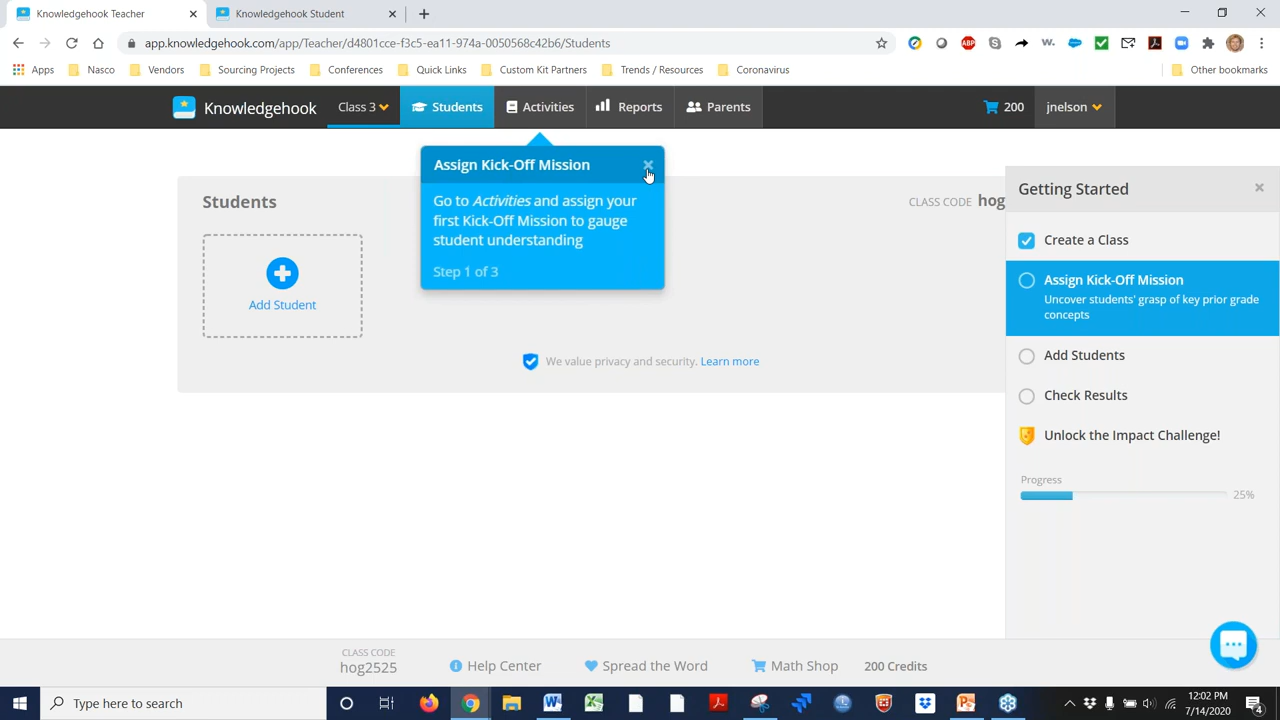 Knowledgehook Teacher
Knowledgehook Student
app.knowledgehook.com/app/Teacher/d4801cce-f3c5-ea11-974a-0050568c42b6/Students
ABP
W.
Apps
Nasco
Vendors
Sourcing Projects
Conferences
Quick Links
Custom Kit Partners
Trends / Resources
Coronavirus
Other bookmarks
Knowledgehook
Class 3
Students
Activities
Reports
Parents
200
jnelson
Assign Kick-Off Mission
Go to Activities and assign your
first Kick-Off Mission to gauge
student understanding
Step 1 of 3
Students
CLASS CODE hog
Add Student
We value privacy and security. Learn more
Getting Started
Create a Class
Assign Kick-Off Mission
Uncover students' grasp of key prior grade
concepts
Add Students
Check Results
Unlock the Impact Challenge!
Progress
25%
CLASS CODE
hog2525
Help Center
Spread the Word
Math Shop
200 Credits
Type here to search
12:02 PM
7/14/2020
4